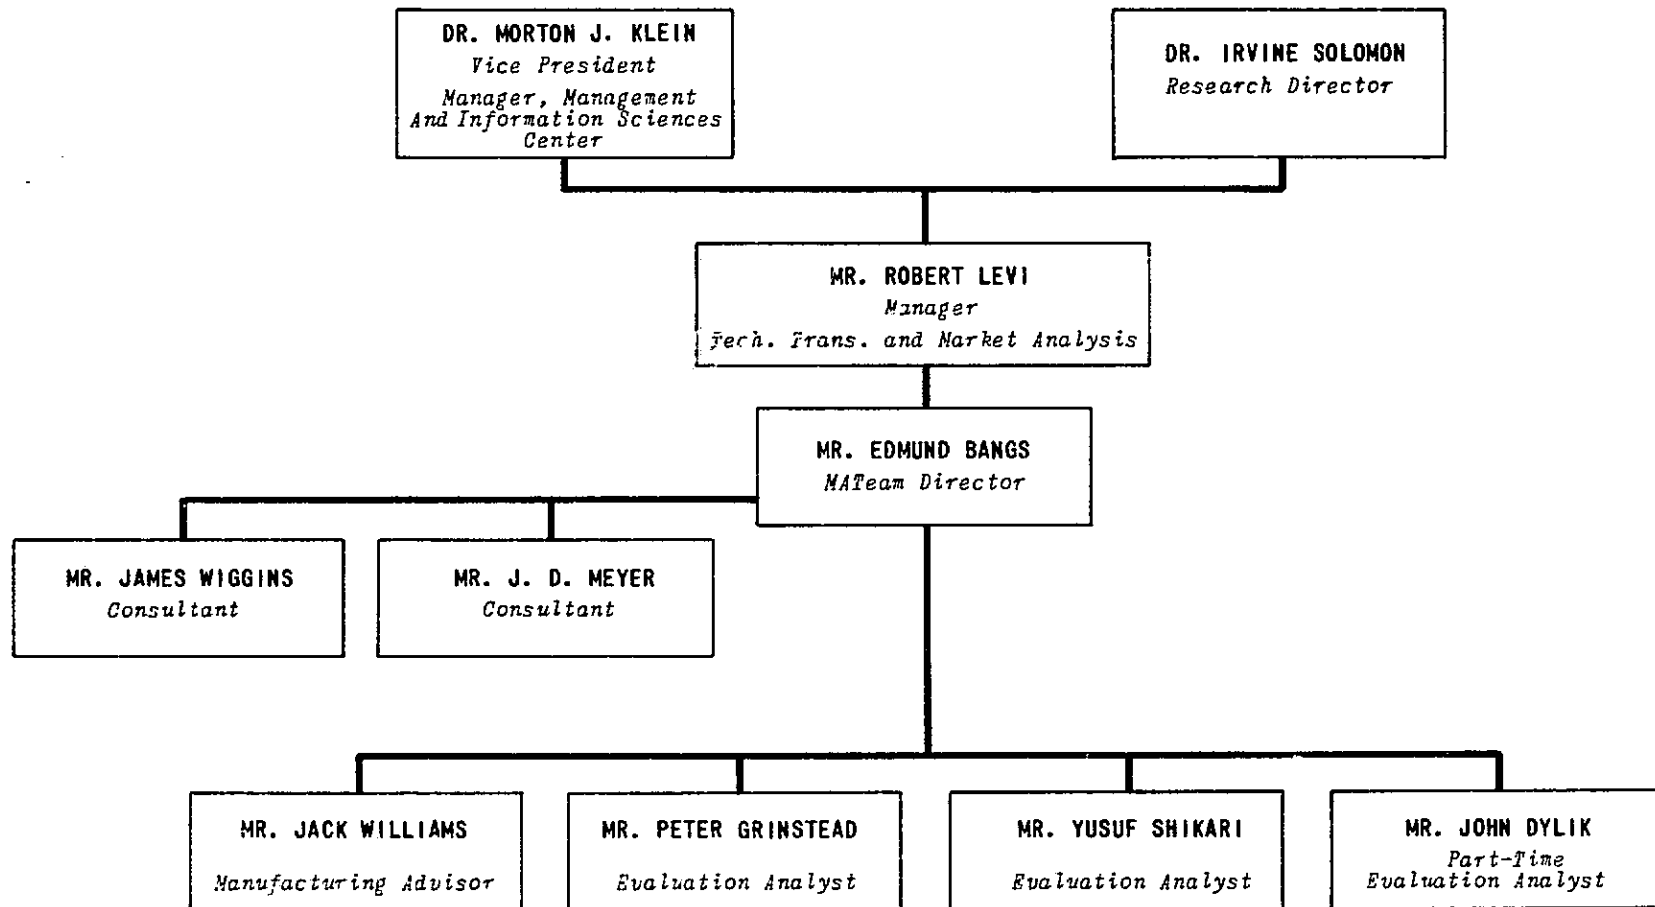 DR. MORTON J. KLEIN
Vice President
Manager, Management
And Information Sciences
Center
DR. IRVINE SOLOMON
Research Director
MR. ROBERT LEVI
Manager
Tech. Trans. and Market Analysis
MR. EDMUND BANGS
MATeam Director
MR. JAMES WIGGINS
Consultant
MR. J. D. MEYER
Consultant
MR. JACK WILLIAMS
Manufacturing Advisor
MR. PETER GRINSTEAD
Evaluation Analyst
MR. YUSUF SHIKARI
Evaluation Analyst
MR. JOHN DYLIK
Part-Time
Evaluation Analyst